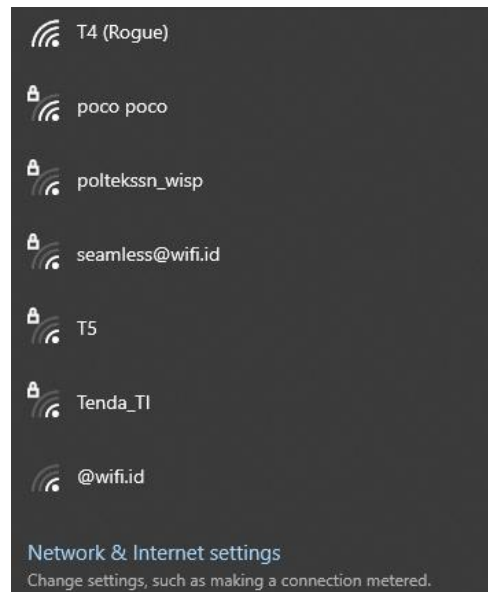 T4 (Rogue)
poco poco
poltekssn_wisp
seamless@wifi.id
T5
Tenda_TI
@wifi.id
Network & Internet settings
Change settings, such as making a connection metered.